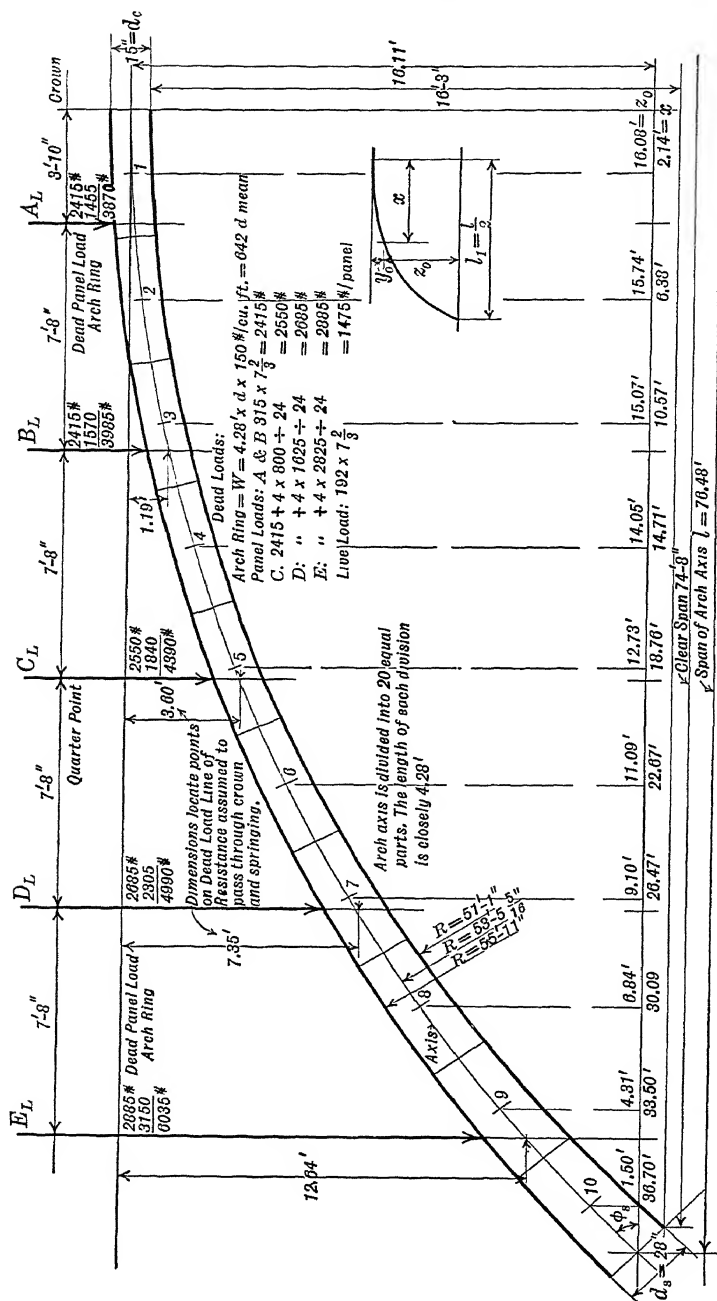 E_L
D_L
C_L
B_L
A_L
Crown
7'-8"
7'-8"
7'-8"
7'-8"
3'-10"
15" = d_c
Quarter Point
2885# Dead Panel Load
3150 Arch Ring
6035#
2685#
2305
4990#
2550#
1840
4390#
2415#
1570
3985#
Dead Panel Load
Arch Ring
2415#
1455
3870#
12.64'
7.35'
3.60'
1.19'
Dimensions locate points
on Dead Load Line of
Resistance assumed to
pass through crown
and springing.
Dead Loads:
Arch Ring = W = 4.28' x d x 150 #/cu. ft. = 642 d mean
Panel Loads: A & B 315 x 7 2/3 = 2415#
C. 2415 + 4 x 800 ÷ 24 = 2550#
D: " + 4 x 1625 ÷ 24 = 2685#
E: " + 4 x 2825 ÷ 24 = 2885#
Live Load: 192 x 7 2/3 = 1475#/panel
y_0
z_0
x
l_1 = l/2
1
2
3
4
5
6
7
8
9
10
Axis
Arch axis is divided into 20 equal
parts. The length of each division
is closely 4.28'
R = 51'-1"
R = 53'-5 5/16"
R = 55'-11"
16.11'
16'-3"
ϕ_s
d_s = 28"
1.50' 4.31' 6.84' 9.10' 11.09' 12.73' 14.05' 15.07' 15.74' 16.08' = z_0
36.70' 33.50' 30.09 26.47' 22.67' 18.76' 14.71' 10.57' 6.38' 2.14' = x
Clear Span 74'-8"
Span of Arch Axis l = 76.48'